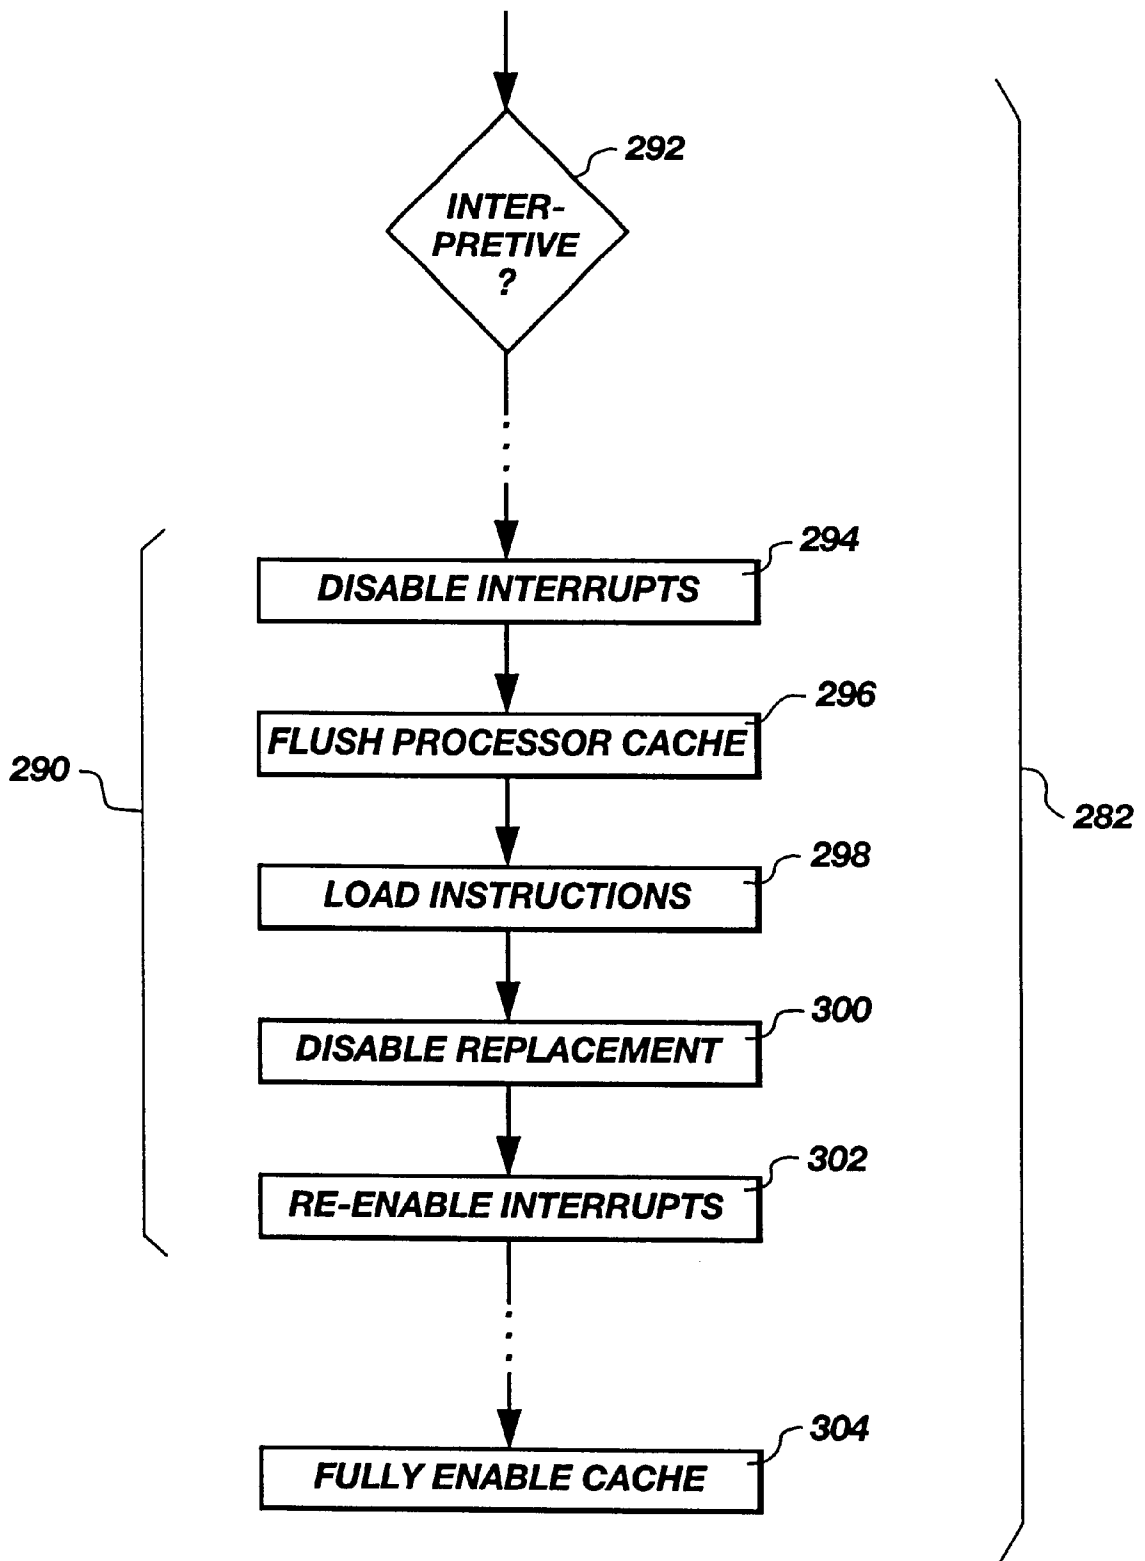 292
INTER-
PRETIVE
?
294
DISABLE INTERRUPTS
296
FLUSH PROCESSOR CACHE
290
282
298
LOAD INSTRUCTIONS
300
DISABLE REPLACEMENT
302
RE-ENABLE INTERRUPTS
304
FULLY ENABLE CACHE